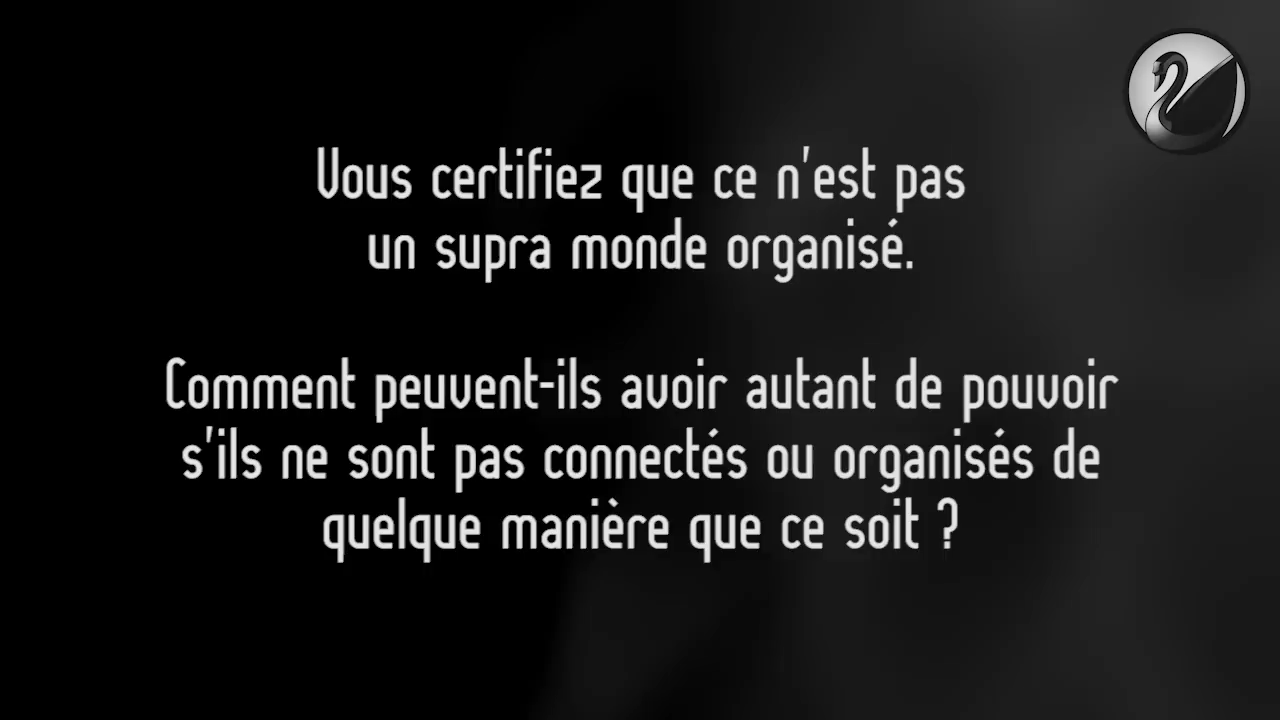 Vous certifiez que ce n'est pas
un supra monde organisé.
Comment peuvent-ils avoir autant de pouvoir
s'ils ne sont pas connectés ou organisés de
quelque manière que ce soit ?